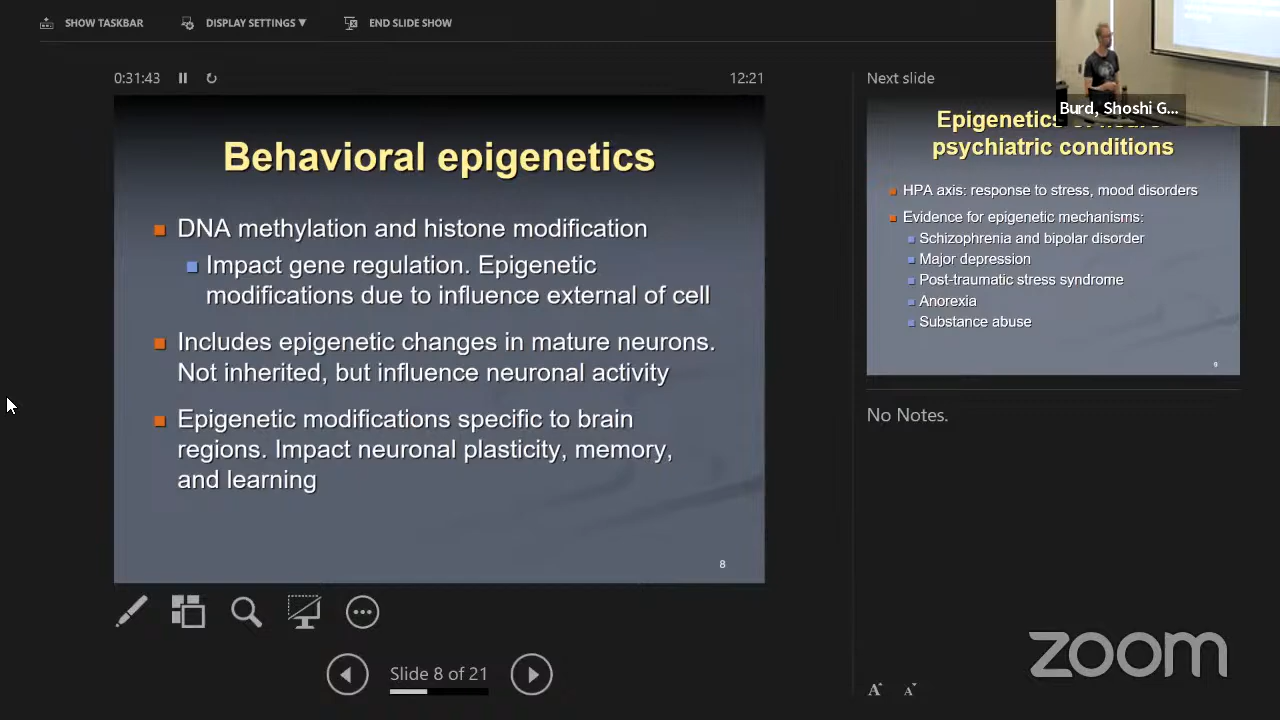 SHOW TASKBAR
DISPLAY SETTINGS ▼
END SLIDE SHOW
0:31:43
12:21
Behavioral epigenetics
DNA methylation and histone modification
Impact gene regulation. Epigenetic
modifications due to influence external of cell
Includes epigenetic changes in mature neurons.
Not inherited, but influence neuronal activity
Epigenetic modifications specific to brain
regions. Impact neuronal plasticity, memory,
and learning
8
Slide 8 of 21
Next slide
Burd, Shoshi G...
Epigenetics
psychiatric conditions
HPA axis: response to stress, mood disorders
Evidence for epigenetic mechanisms:
Schizophrenia and bipolar disorder
Major depression
Post-traumatic stress syndrome
Anorexia
Substance abuse
9
No Notes.
A A
zoom